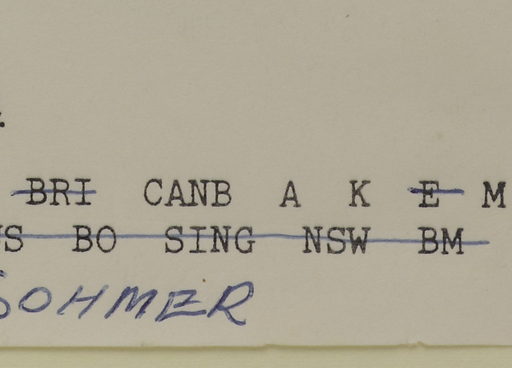 BRI CANB A K E M
S BO SING NSW BM
SOHMER